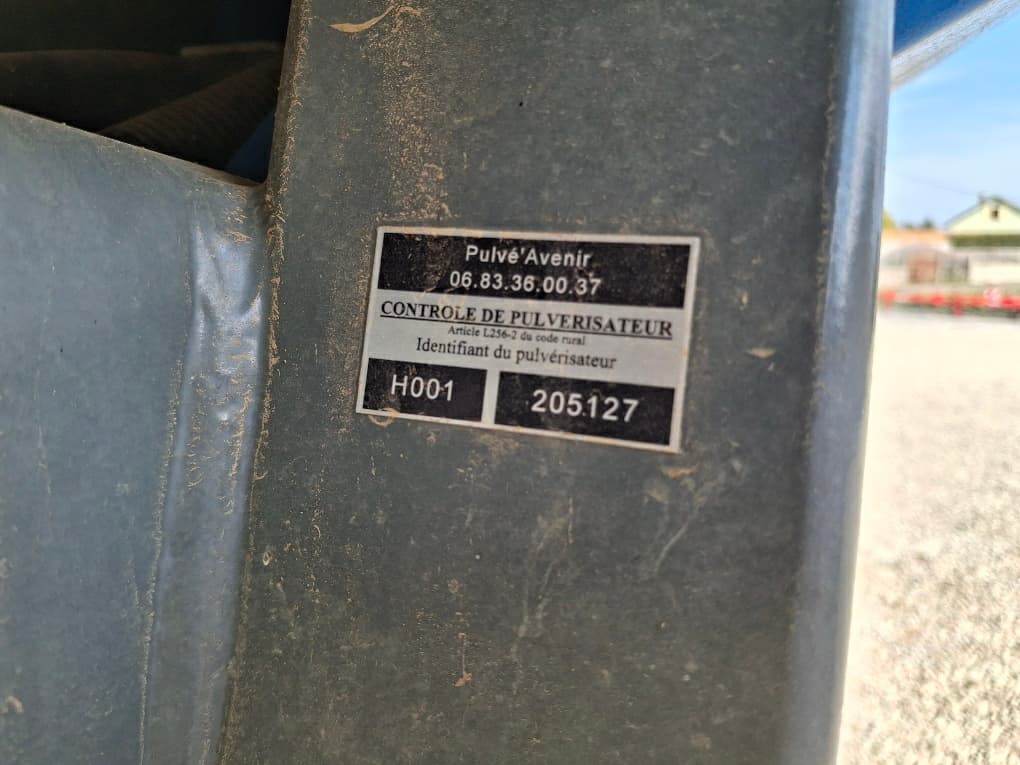 Pulvé'Avenir
06.83.36.00.37
CONTROLE DE PULVERISATEUR
Article L256-2 du code rural
Identifiant du pulvérisateur
H001 205127